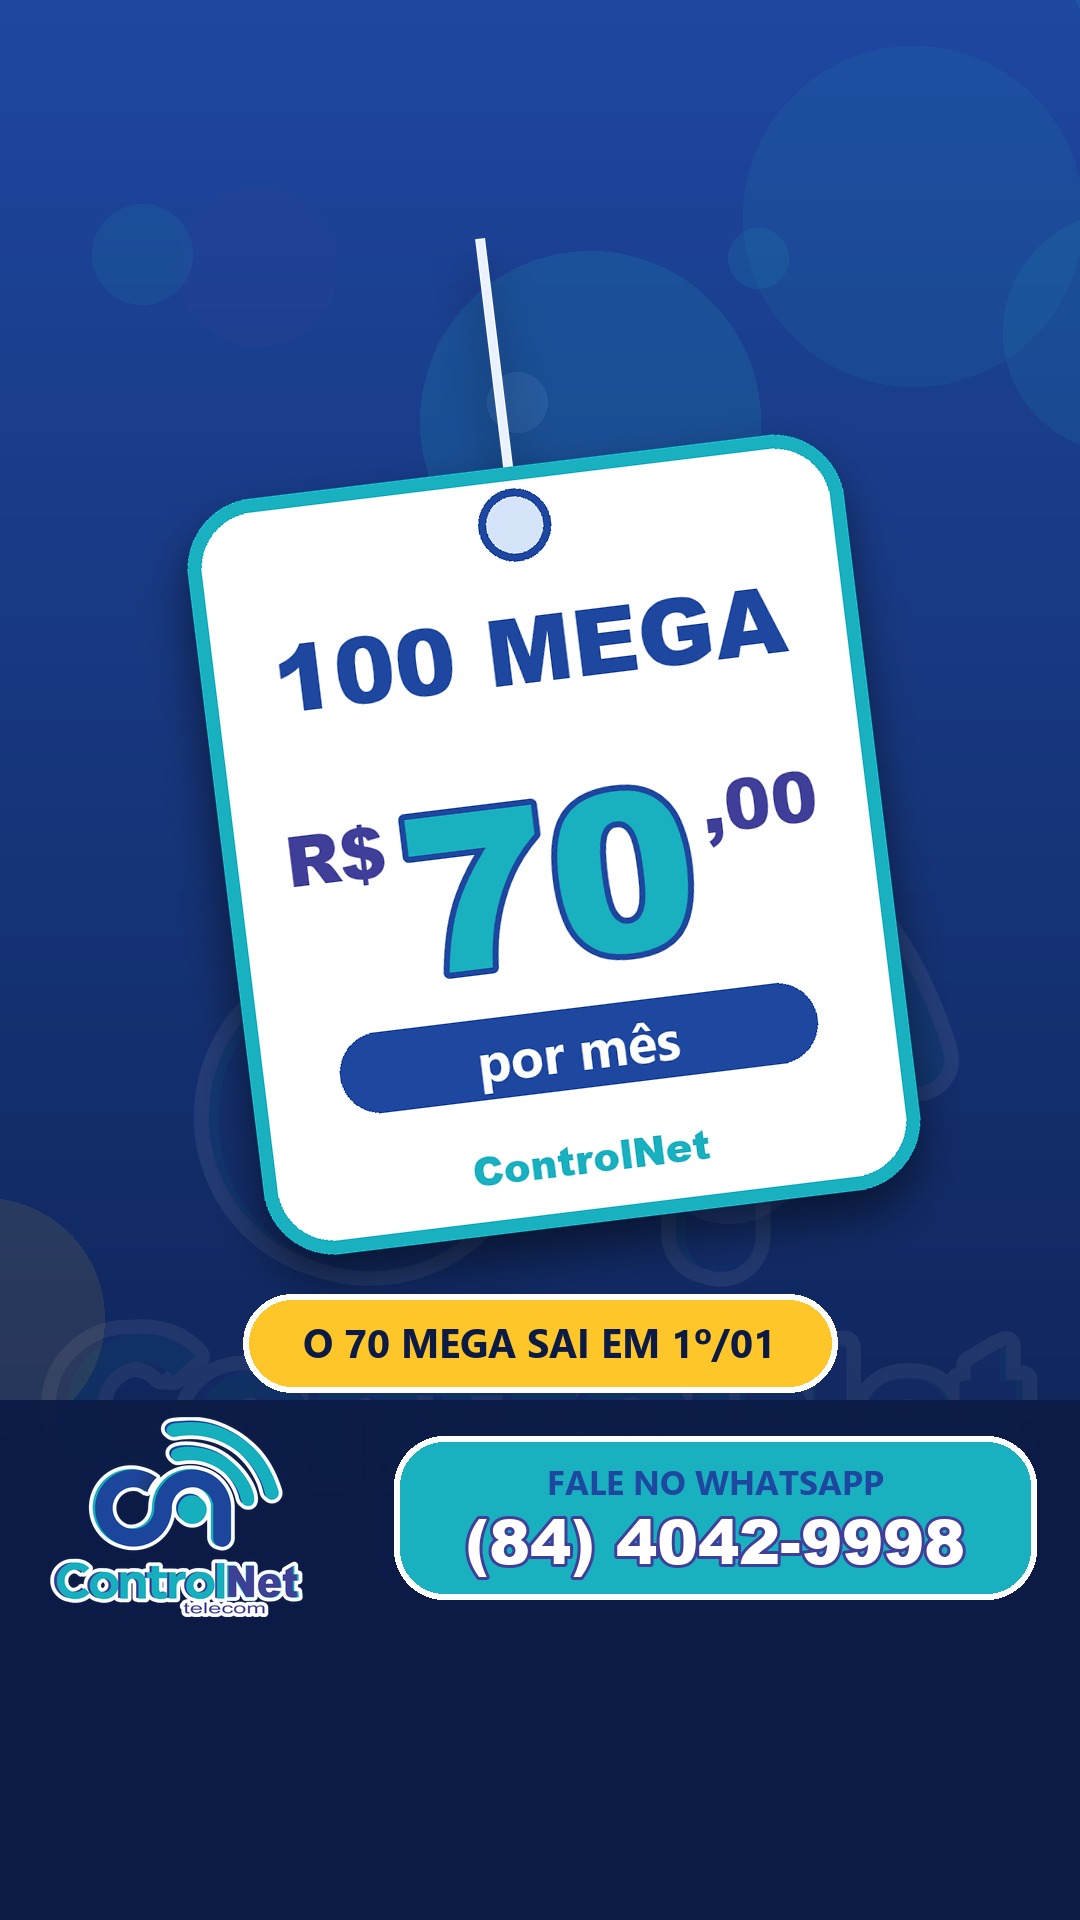 100 MEGA
R$ 70,00
por mês
ControlNet
O 70 MEGA SAI EM 1º/01
FALE NO WHATSAPP
(84) 4042-9998
ControlNet
telecom